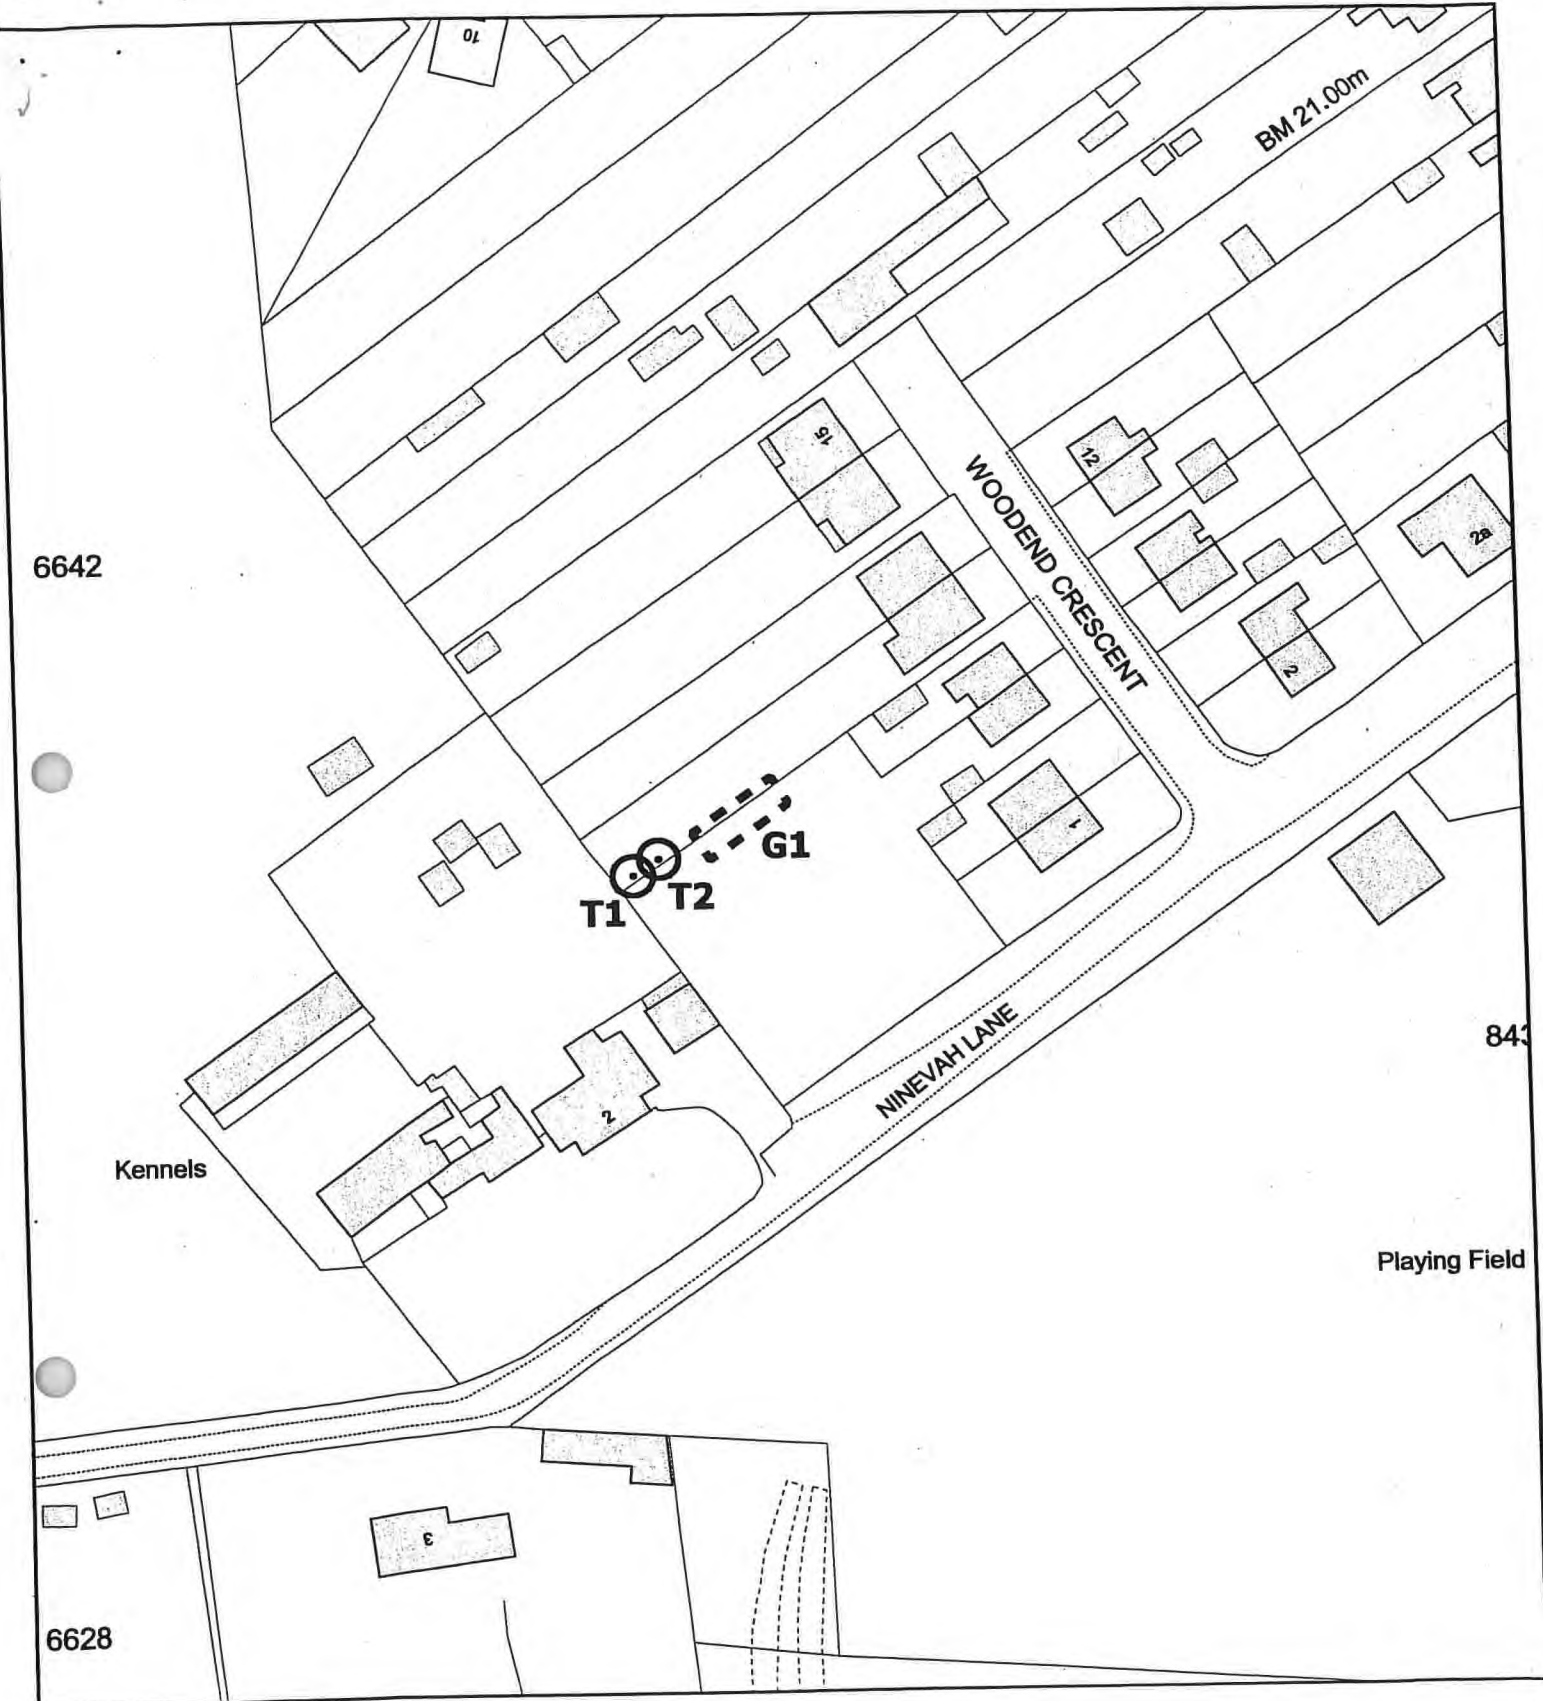 10
BM 21.00m
15
WOODEND CRESCENT
12
2a
6642
2
1
G1
T2
T1
NINEVAH LANE
843
2
Kennels
Playing Field
3
6628